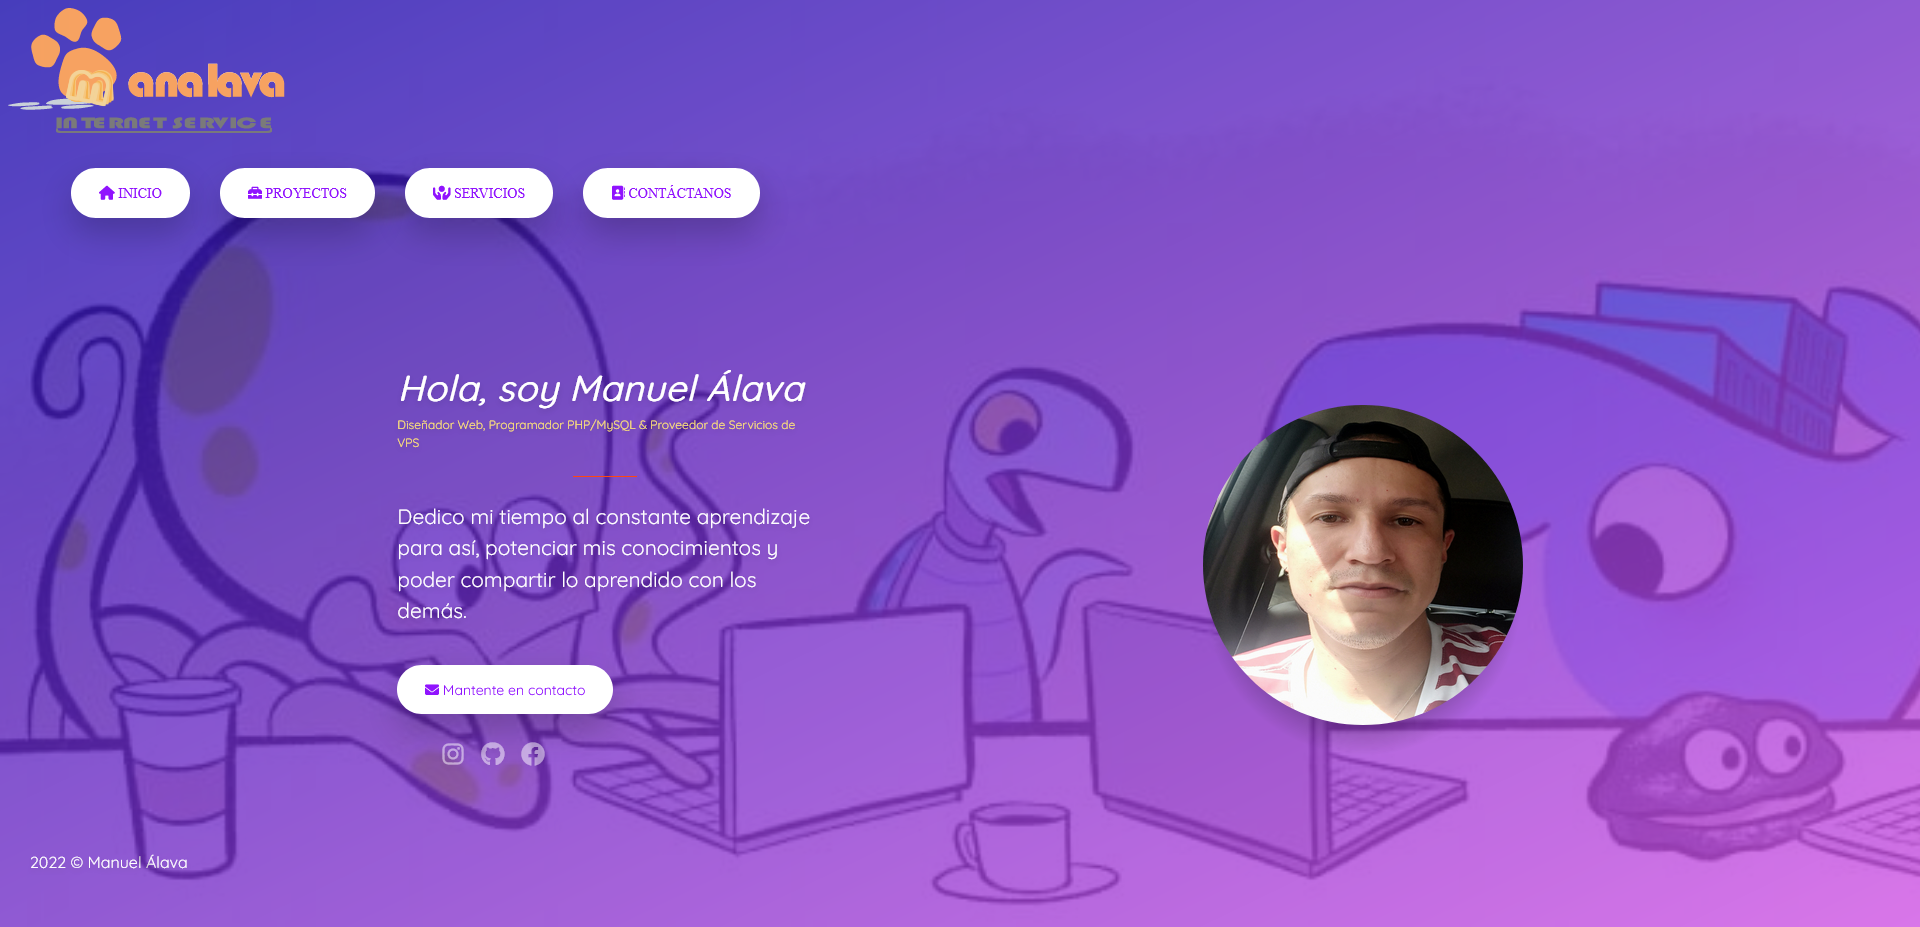 manalava
INTERNET SERVICE
INICIO
PROYECTOS
SERVICIOS
CONTÁCTANOS
Hola, soy Manuel Álava
Diseñador Web, Programador PHP/MySQL & Proveedor de Servicios de
VPS
Dedico mi tiempo al constante aprendizaje
para así, potenciar mis conocimientos y
poder compartir lo aprendido con los
demás.
Mantente en contacto
2022 © Manuel Álava